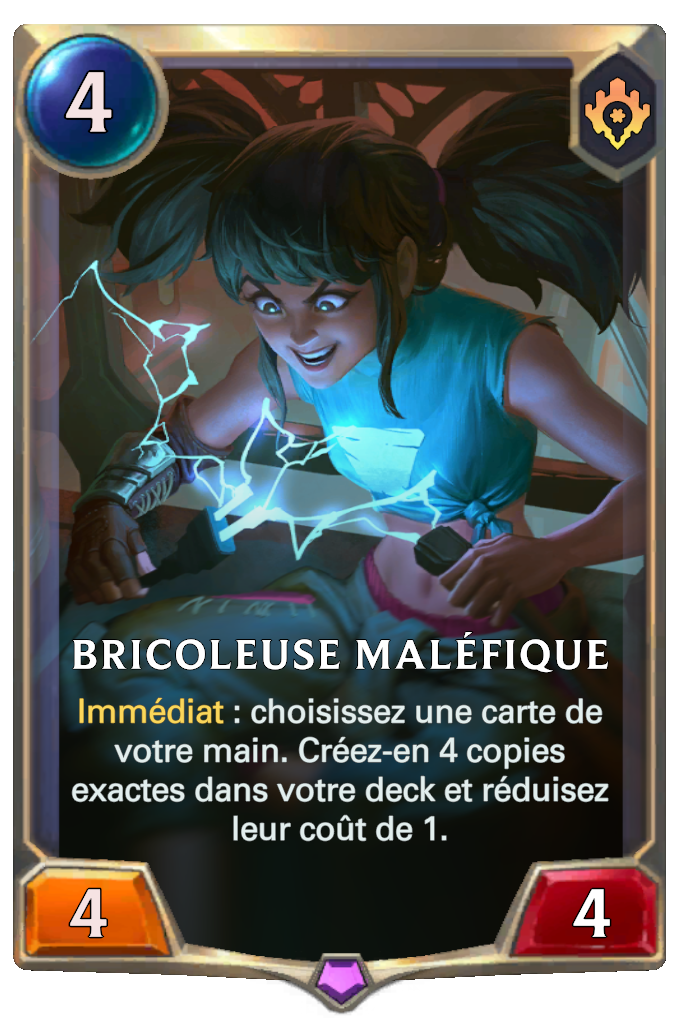 4
BRICOLEUSE MALÉFIQUE
Immédiat : choisissez une carte de
votre main. Créez-en 4 copies
exactes dans votre deck et réduisez
leur coût de 1.
4
4